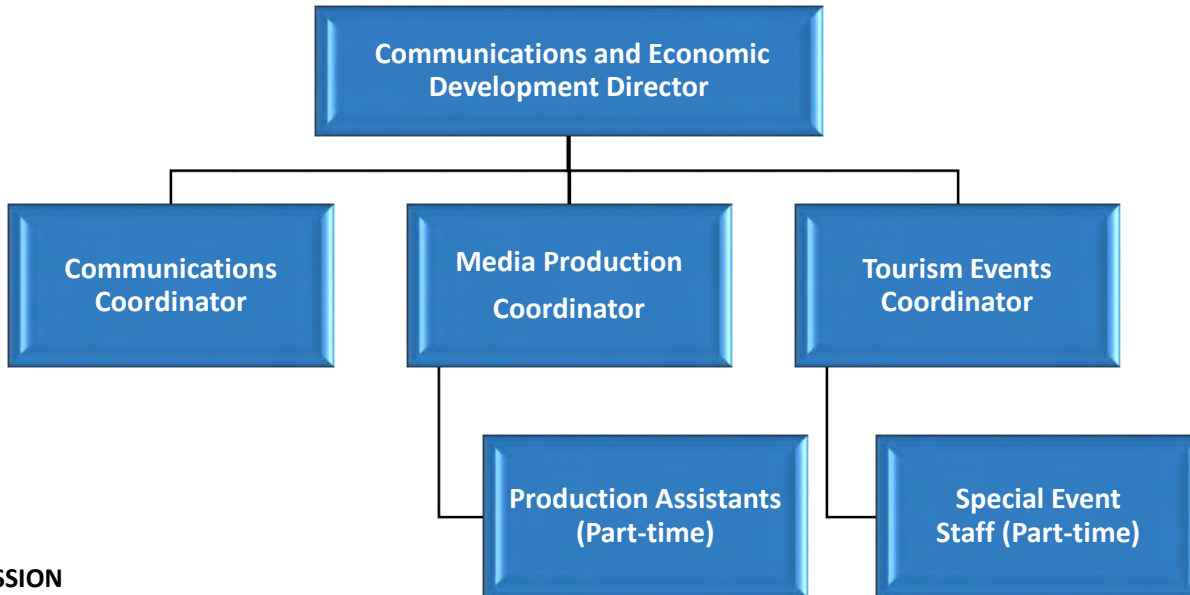 Communications and Economic
Development Director
Communications
Coordinator
Media Production
Coordinator
Tourism Events
Coordinator
Production Assistants
(Part-time)
Special Event
Staff (Part-time)
SSION